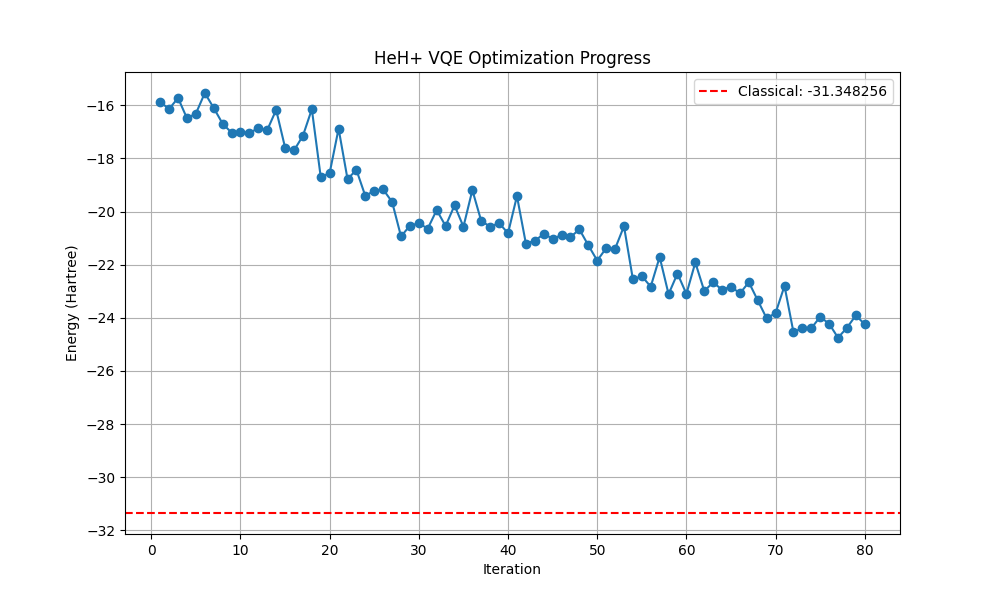 HeH+ VQE Optimization Progress
Classical: -31.348256
Energy (Hartree)
−16
−18
−20
−22
−24
−26
−28
−30
−32
0 10 20 30 40 50 60 70 80
Iteration